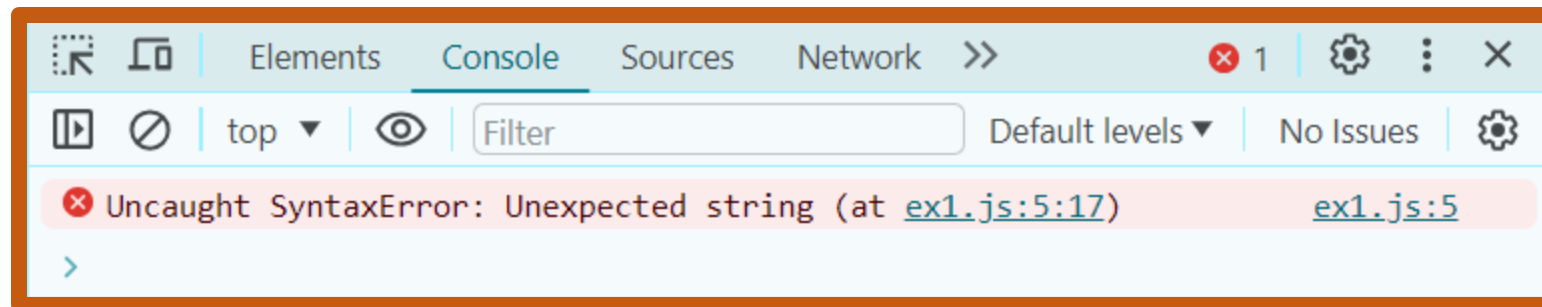 Elements Console Sources Network 1
top Filter Default levels No Issues
Uncaught SyntaxError: Unexpected string (at ex1.js:5:17) ex1.js:5